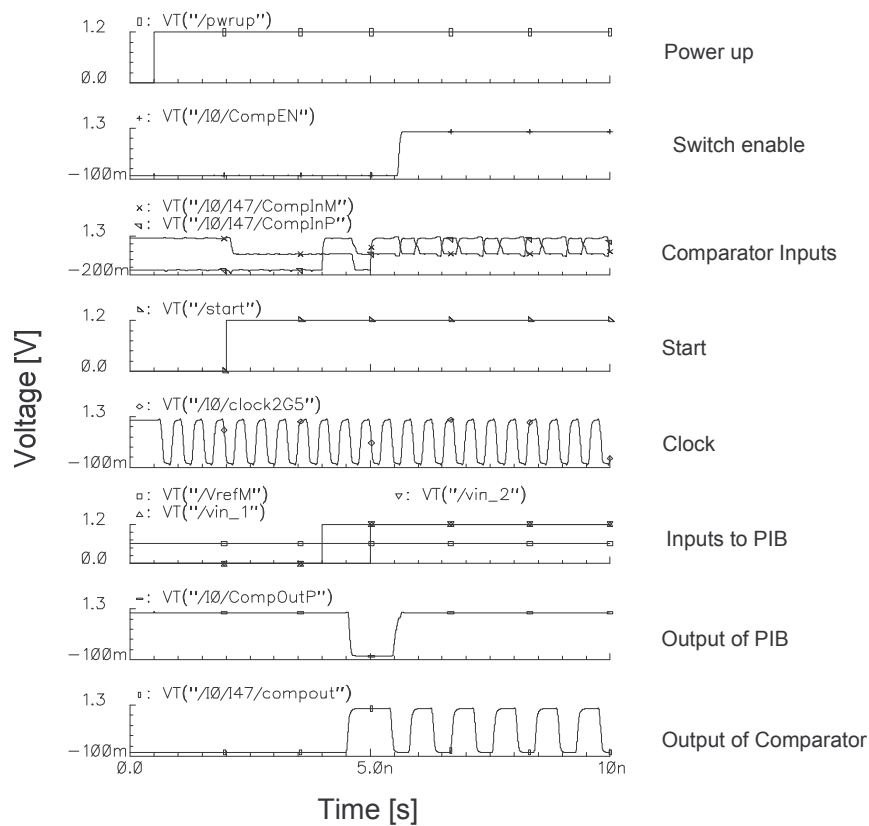 ▯: VT("/pwrup")
1.2
0.0
Power up
+: VT("/I0/CompEN")
1.3
-100m
Switch enable
×: VT("/I0/I47/CompInM")
VT("/I0/I47/CompInP")
1.3
-200m
Comparator Inputs
VT("/start")
1.2
0.0
Start
◇: VT("/I0/clock2G5")
1.3
-100m
Clock
□: VT("/VrefM")
▽: VT("/vin_2")
△: VT("/vin_1")
1.2
0.0
Inputs to PIB
–: VT("/I0/CompOutP")
1.3
-100m
Output of PIB
▯: VT("/I0/I47/compout")
1.3
-100m
Output of Comparator
0.0
5.0n
10n
Voltage [V]
Time [s]